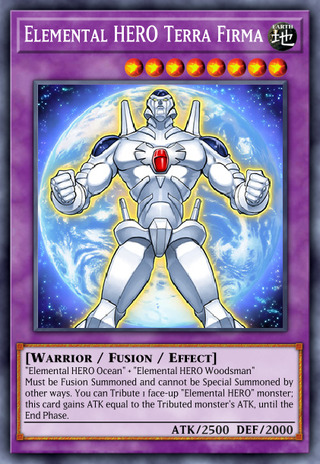 Elemental HERO Terra Firma
EARTH
地
[Warrior / Fusion / Effect]
"Elemental HERO Ocean" + "Elemental HERO Woodsman"
Must be Fusion Summoned and cannot be Special Summoned by
other ways. You can Tribute 1 face-up "Elemental HERO" monster;
this card gains ATK equal to the Tributed monster's ATK, until the
End Phase.
ATK/2500 DEF/2000